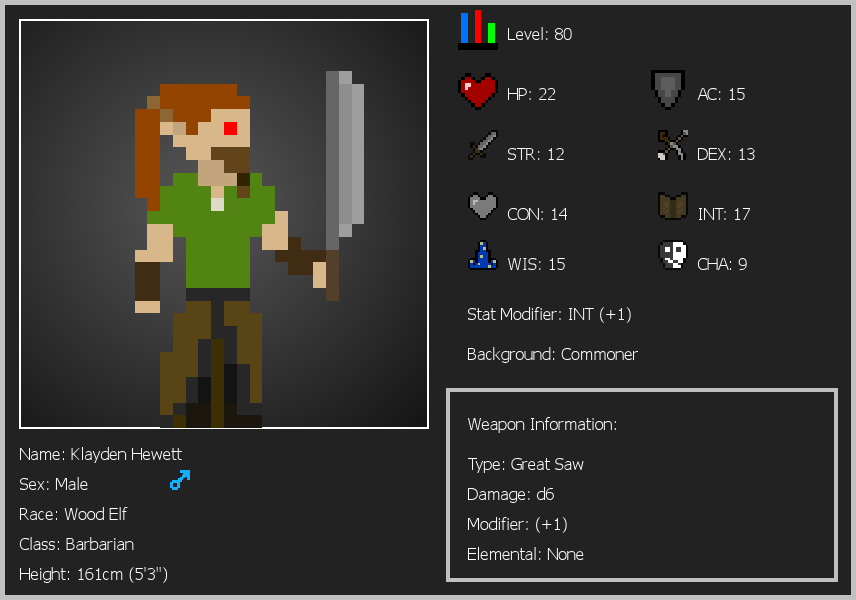 Level: 80
HP: 22
AC: 15
STR: 12
DEX: 13
CON: 14
INT: 17
WIS: 15
CHA: 9
Stat Modifier: INT (+1)
Background: Commoner
Weapon Information:
Type: Great Saw
Damage: d6
Modifier: (+1)
Elemental: None
Name: Klayden Hewett
Sex: Male
Race: Wood Elf
Class: Barbarian
Height: 161cm (5'3")